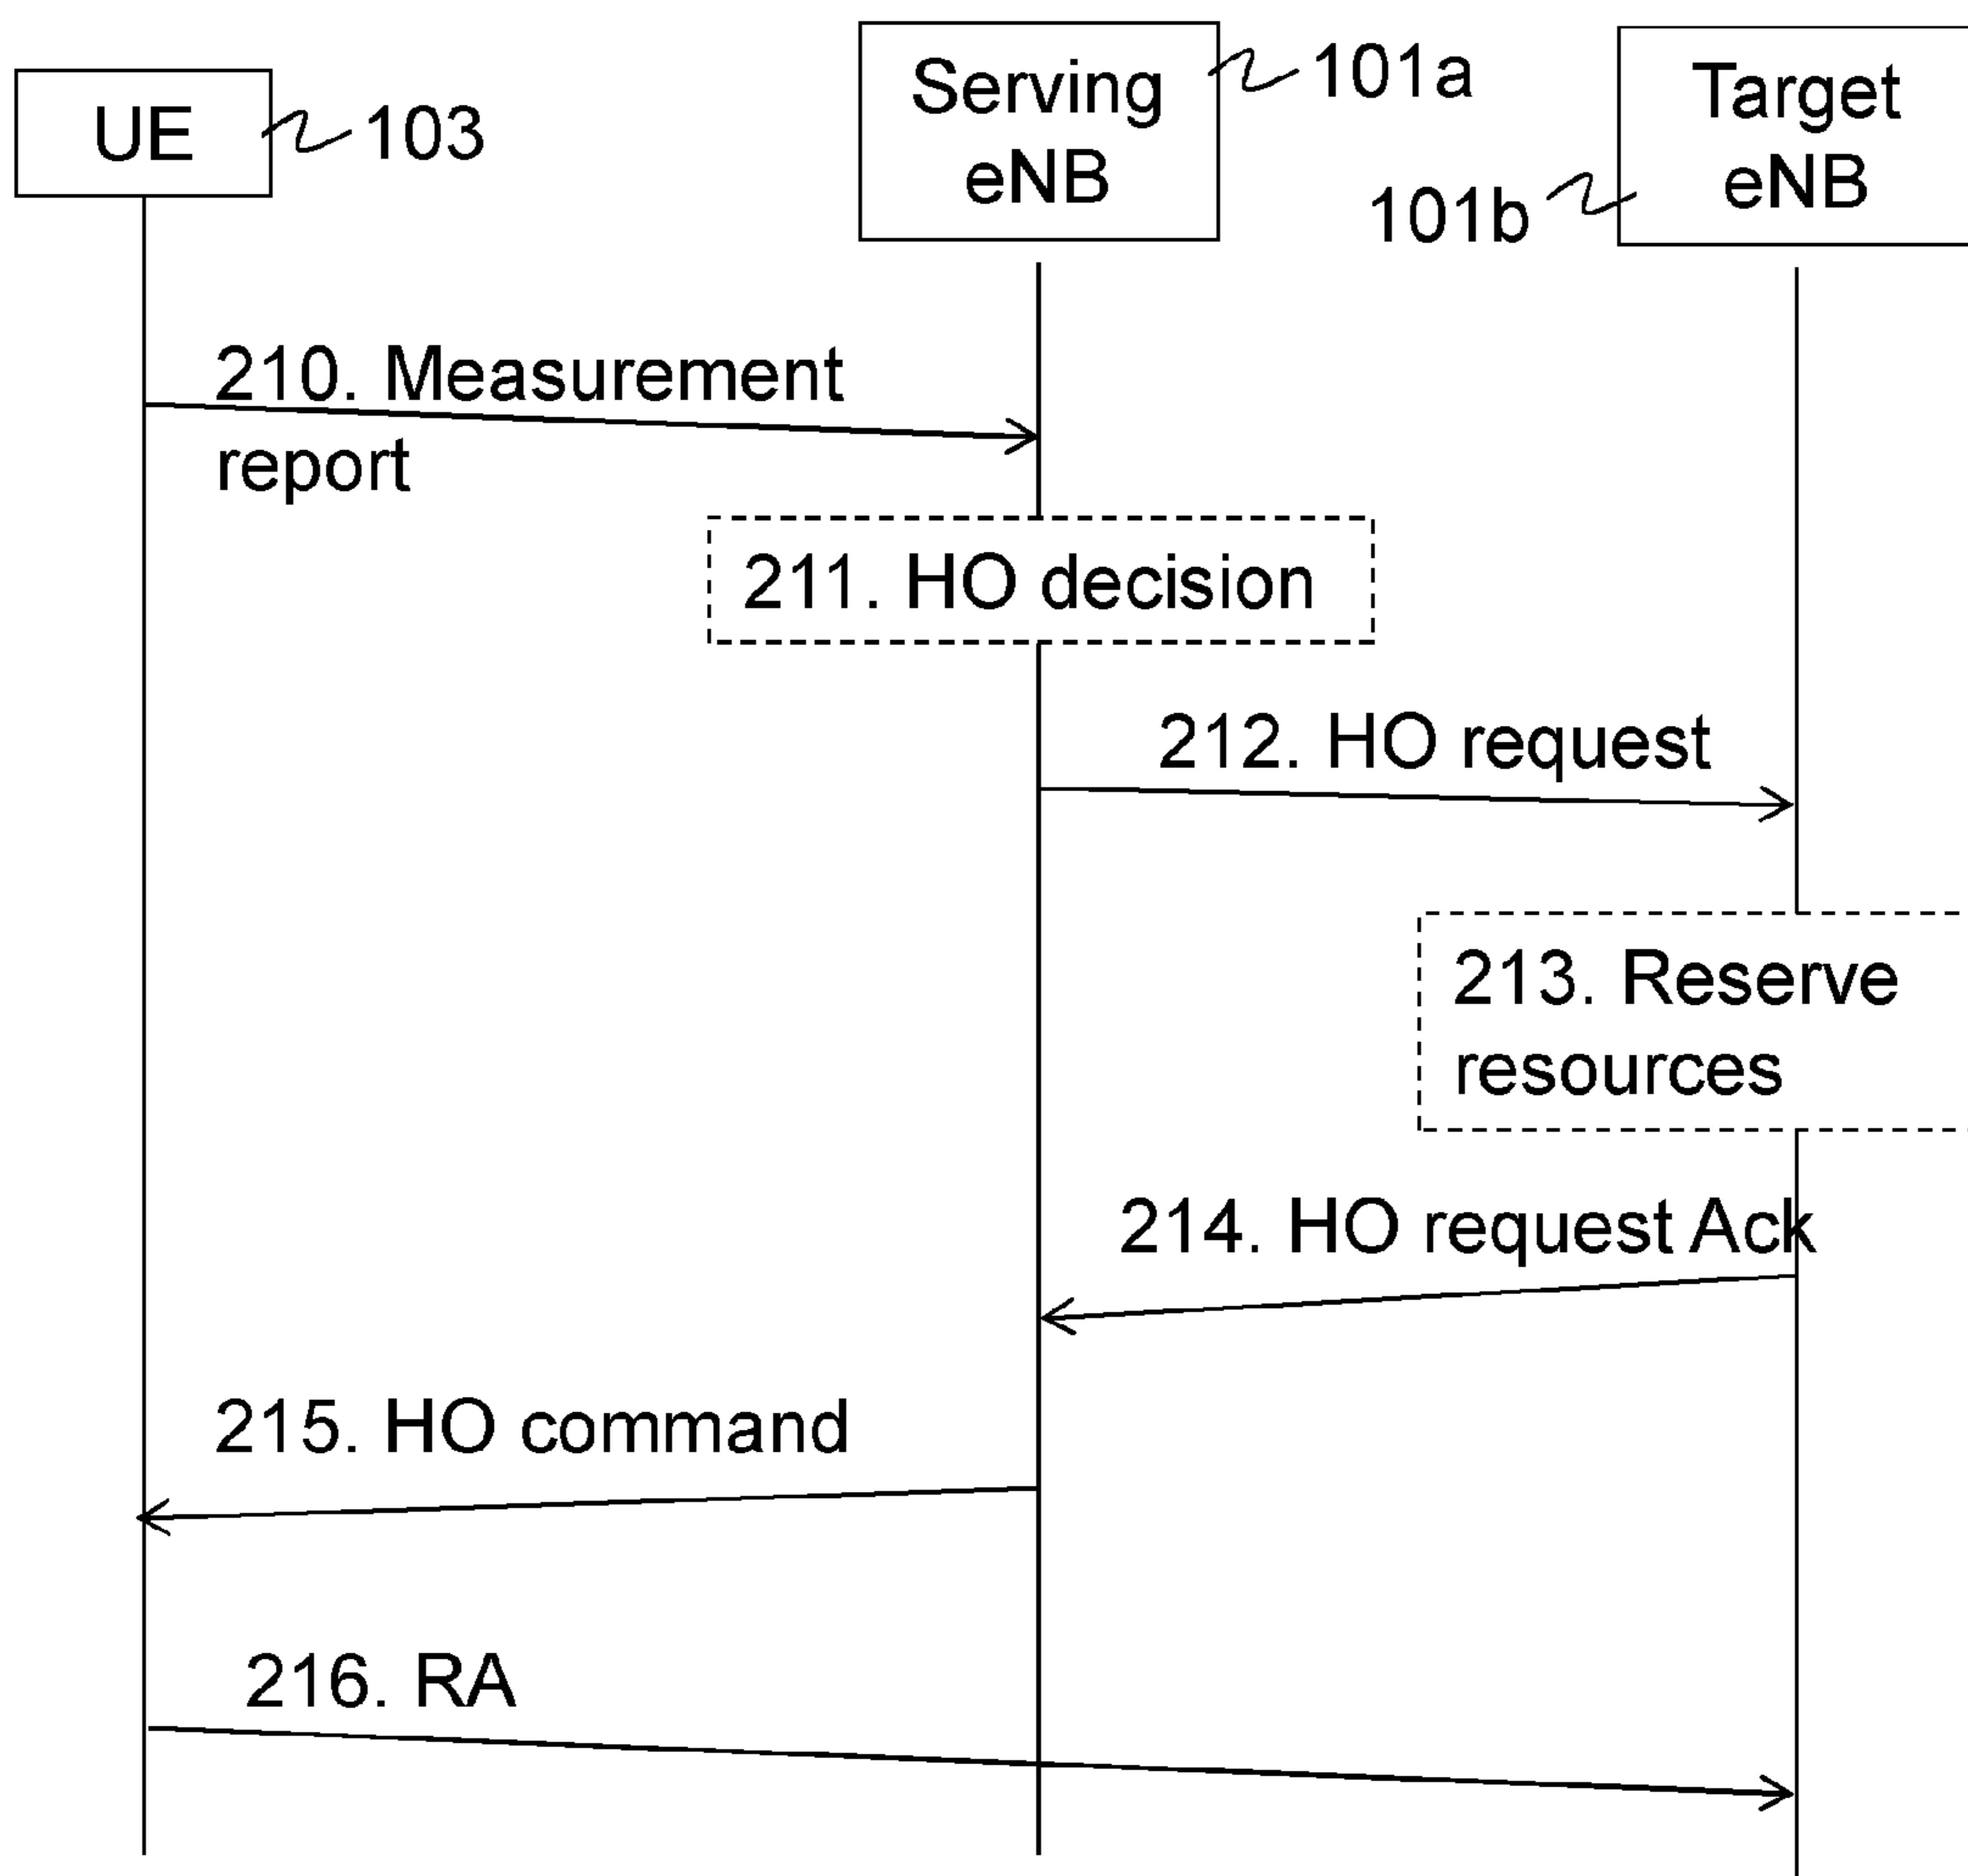 UE
103
Serving
eNB
101a
Target
eNB
101b
210. Measurement
report
211. HO decision
212. HO request
213. Reserve
resources
214. HO request Ack
215. HO command
216. RA